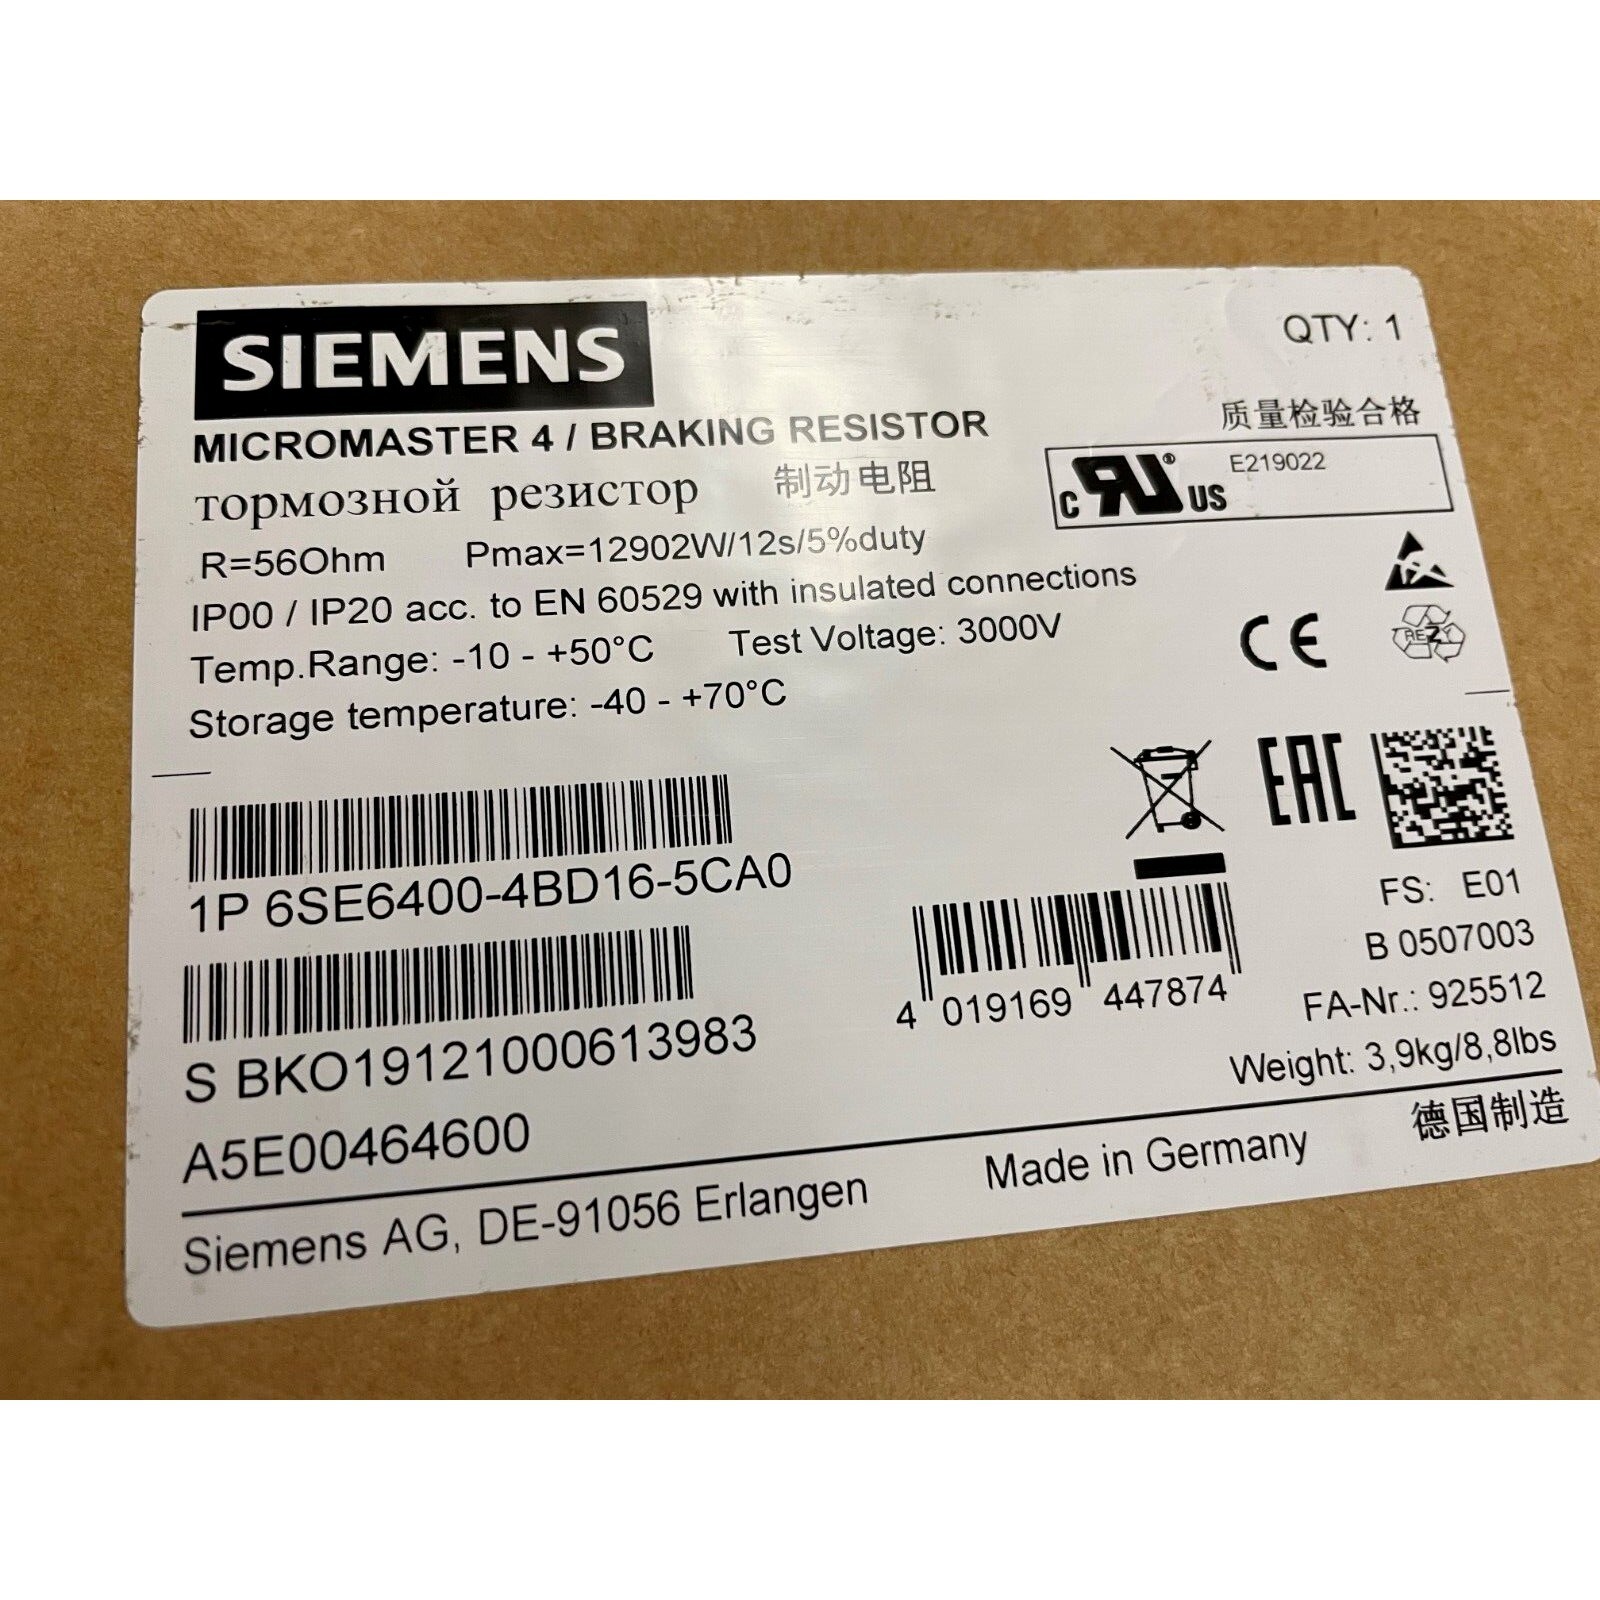 SIEMENS
QTY: 1
MICROMASTER 4 / BRAKING RESISTOR
质量检验合格
тормозной резистор 制动电阻
E219022
c RU ® US
R=56Ohm Pmax=12902W/12s/5%duty
IP00 / IP20 acc. to EN 60529 with insulated connections
Temp.Range: -10 - +50°C Test Voltage: 3000V
CE
Storage temperature: -40 - +70°C
EAC
1P 6SE6400-4BD16-5CA0
FS: E01
B 0507003
4 019169 447874
FA-Nr.: 925512
S BKO19121000613983
Weight: 3,9kg/8,8lbs
A5E00464600
Siemens AG, DE-91056 Erlangen Made in Germany 德国制造